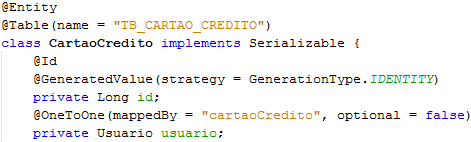 @Entity
@Table(name = "TB_CARTAO_CREDITO")
class CartaoCredito implements Serializable {
@Id
@GeneratedValue(strategy = GenerationType.IDENTITY)
private Long id;
@OneToOne(mappedBy = "cartaoCredito", optional = false)
private Usuario usuario;